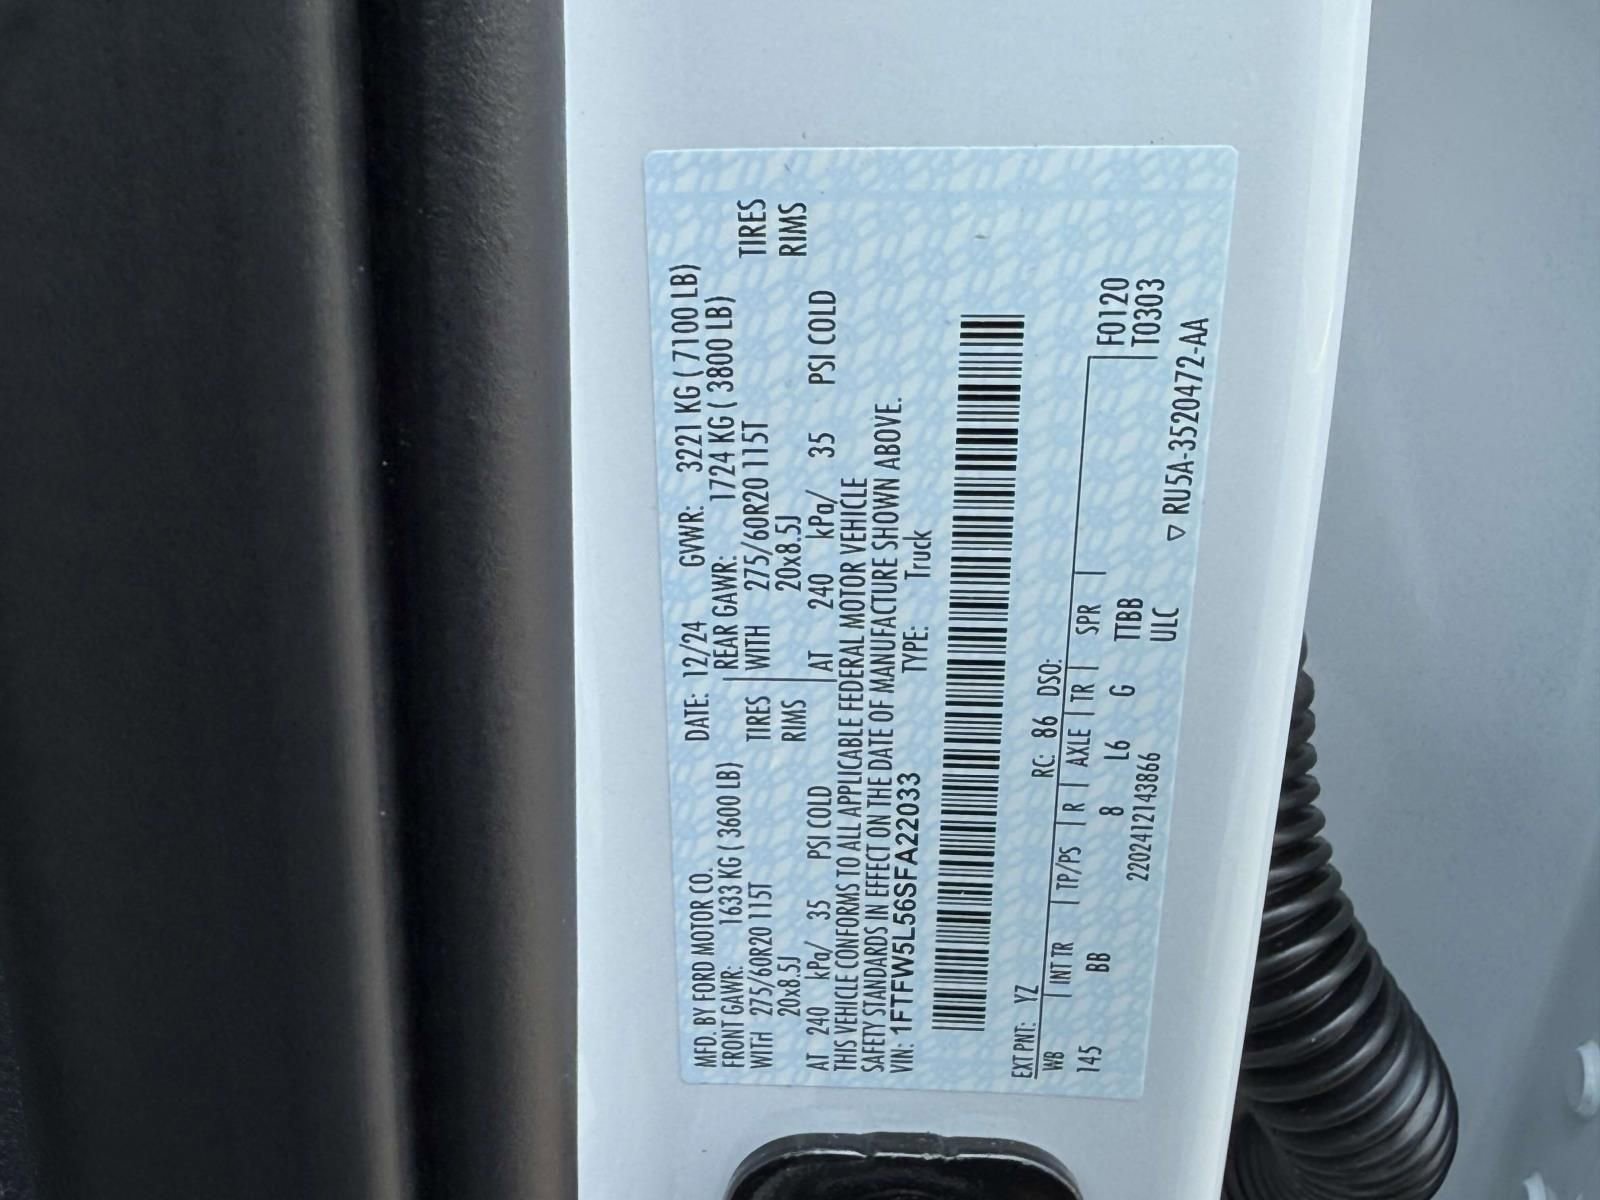 MFD. BY FORD MOTOR CO.
DATE: 12/24 GVWR: 3221 KG ( 7100 LB)
FRONT GAWR: 1633 KG ( 3600 LB)
REAR GAWR: 1724 KG ( 3800 LB)
WITH 275/60R20 115T TIRES
WITH 275/60R20 115T TIRES
20x8.5J RIMS
20x8.5J RIMS
AT 240 kPa/ 35 PSI COLD
AT 240 kPa/ 35 PSI COLD
THIS VEHICLE CONFORMS TO ALL APPLICABLE FEDERAL MOTOR VEHICLE
SAFETY STANDARDS IN EFFECT ON THE DATE OF MANUFACTURE SHOWN ABOVE.
VIN: 1FTFW5L56SFA22033 TYPE: Truck
EXT PNT: YZ RC: 86 DSO:
WB INT TR TP/PS R AXLE TR SPR
145 BB 8 L6 G TTBB
F0120
T0303
2202412143866 ULC
▽ RU5A-3520472-AA